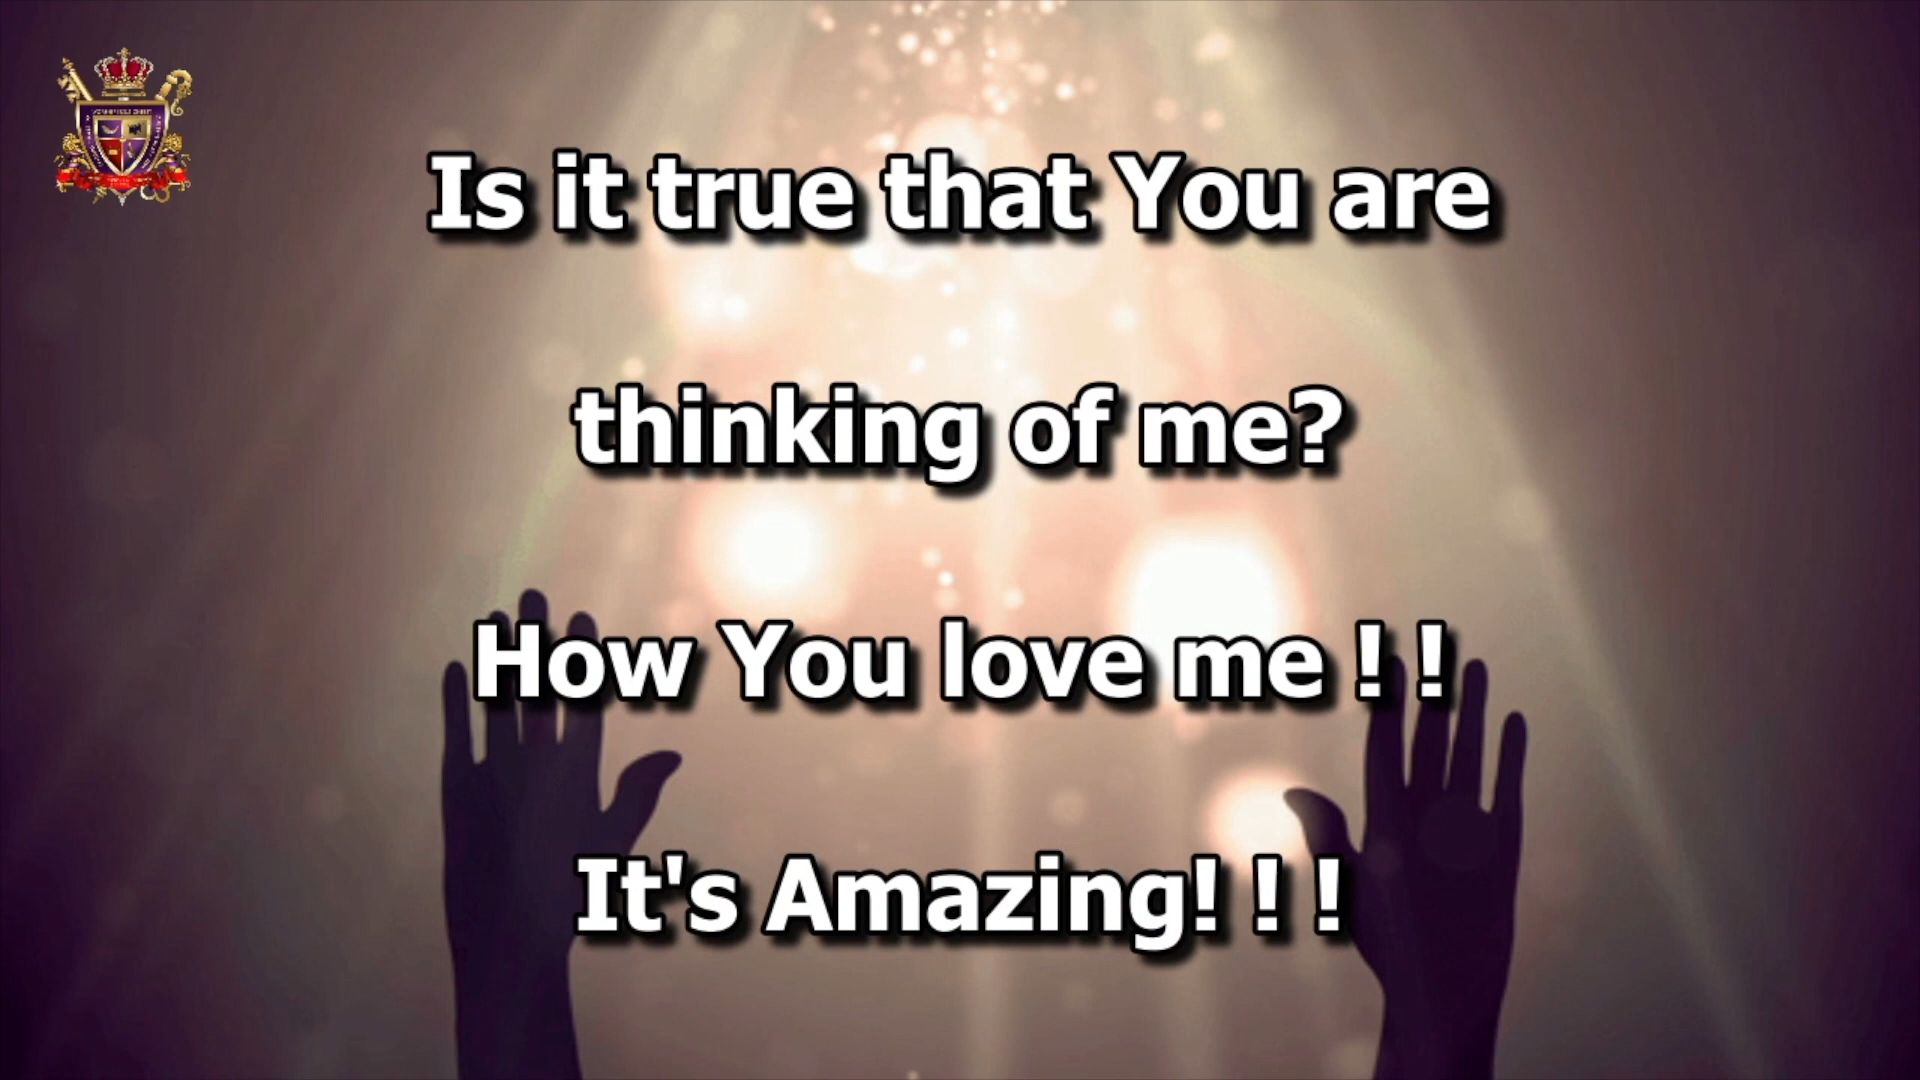 Is it true that You are
thinking of me?
How You love me ! !
It's Amazing! ! !